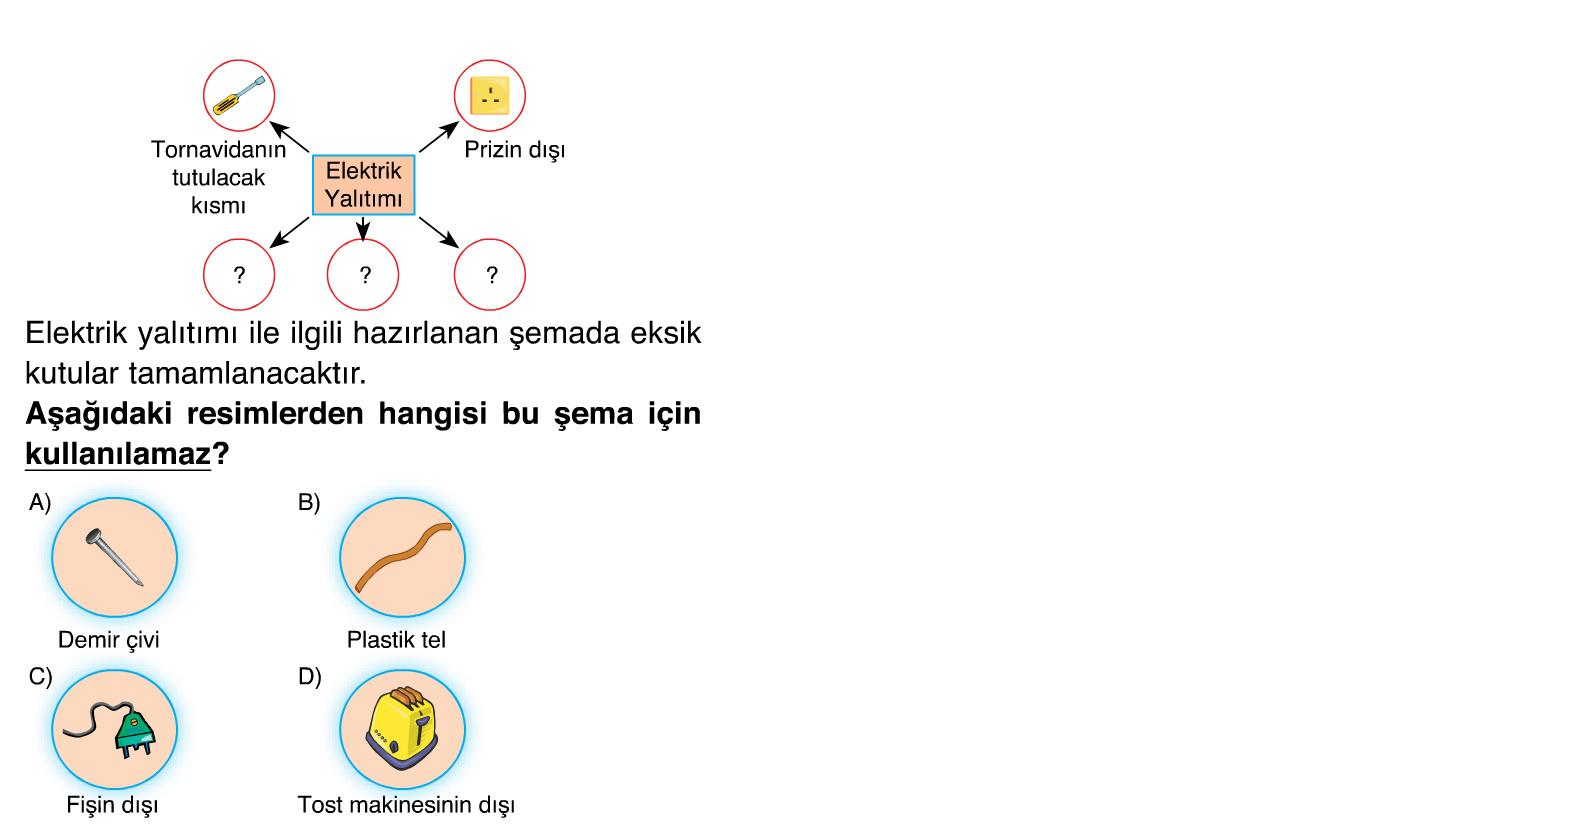 Tornavidanın
tutulacak
kısmı
Prizin dışı
Elektrik
Yalıtımı
?
?
?
Elektrik yalıtımı ile ilgili hazırlanan şemada eksik
kutular tamamlanacaktır.
Aşağıdaki resimlerden hangisi bu şema için
kullanılamaz?
A)
B)
Demir çivi
Plastik tel
C)
D)
Fişin dışı
Tost makinesinin dışı